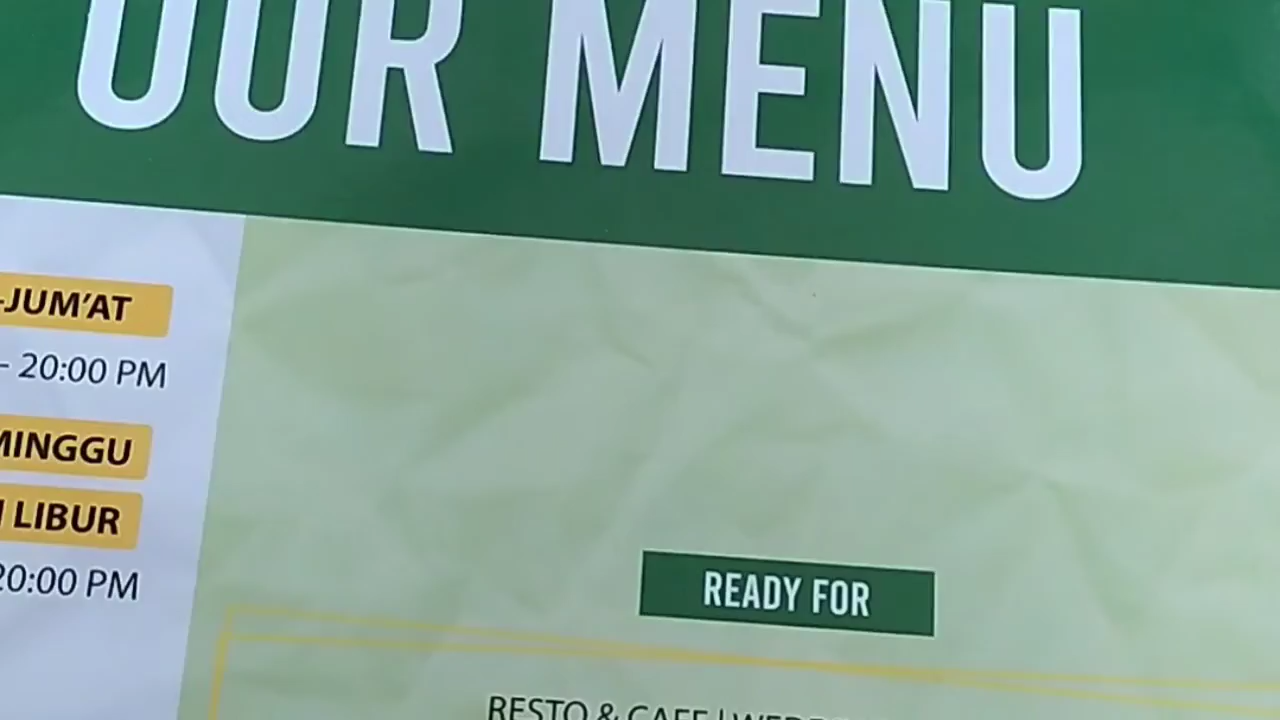 OUR MENU
-JUM'AT
- 20:00 PM
MINGGU
LIBUR
20:00 PM
READY FOR
RESTO & CAFE |